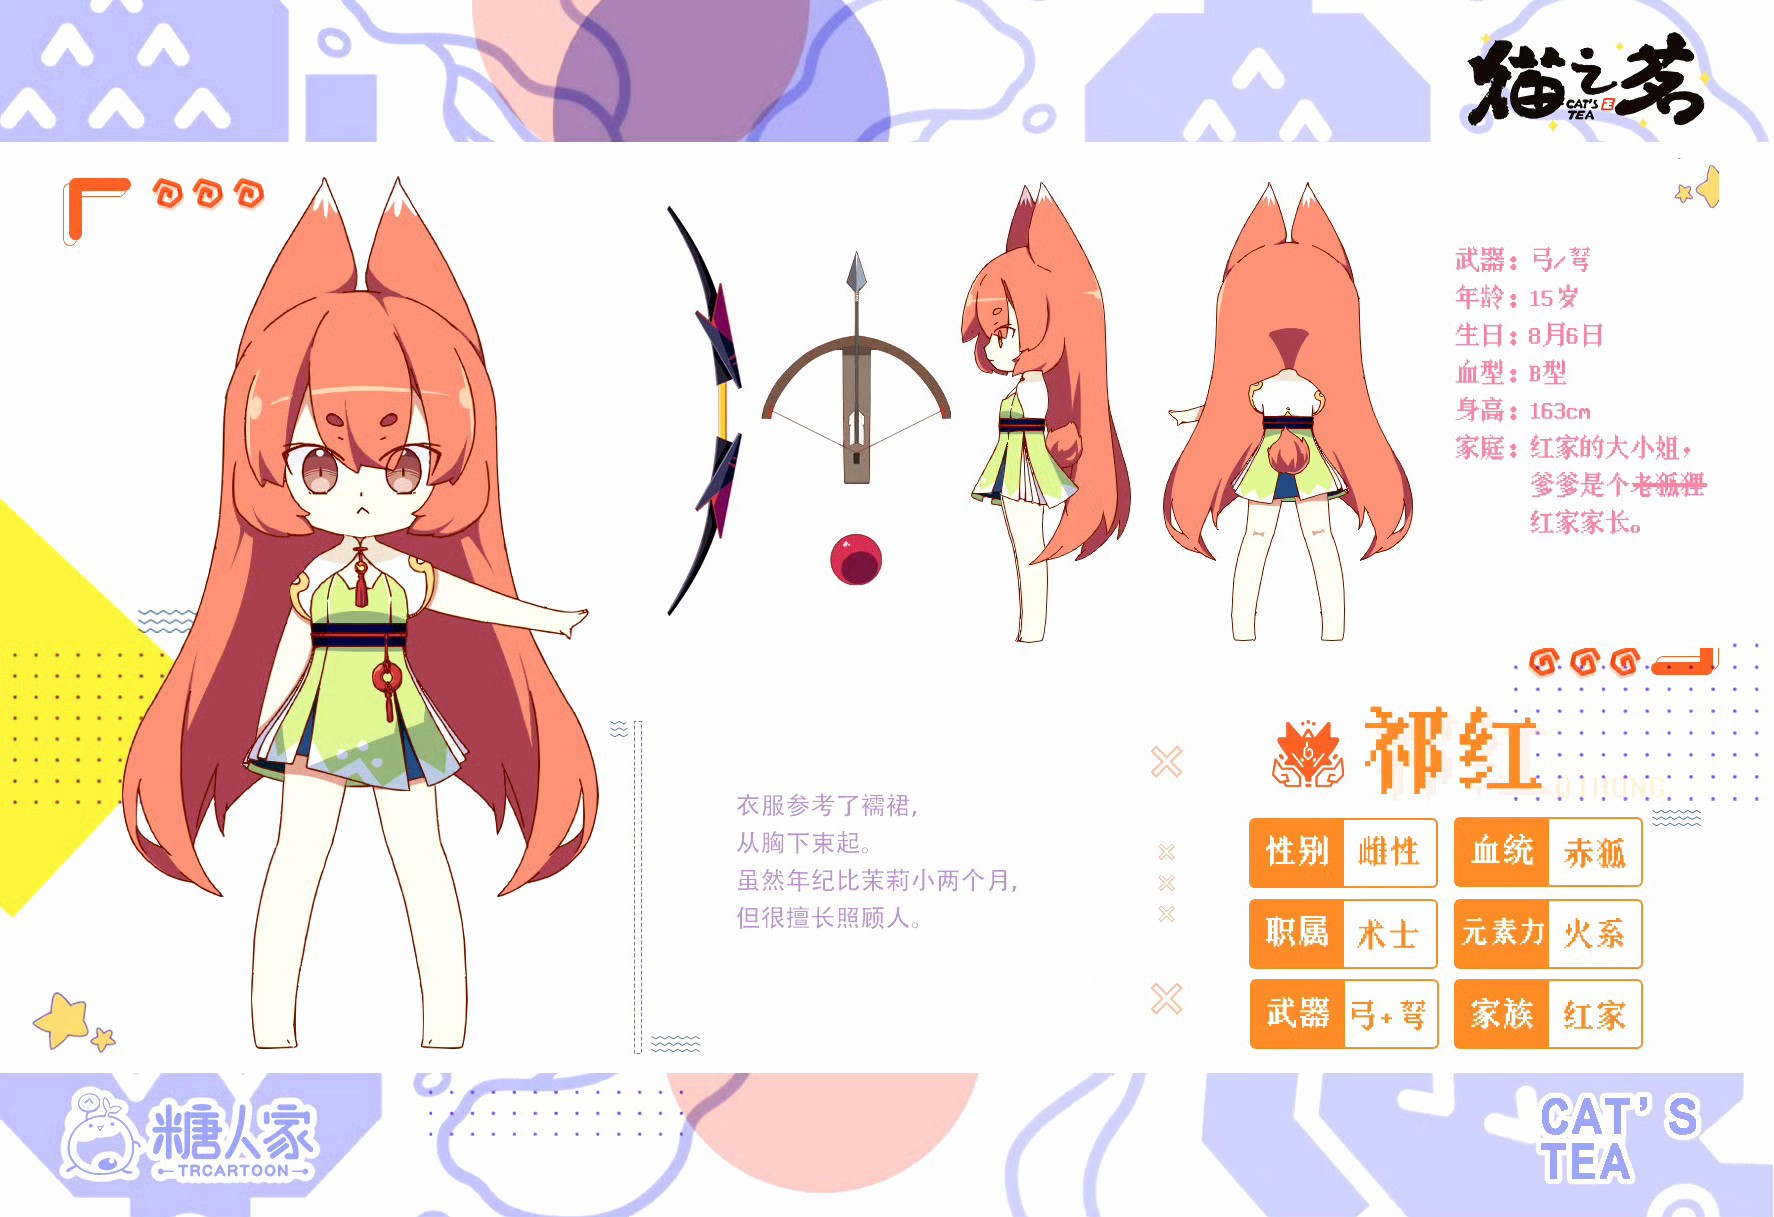 猫之茗
CAT'S
TEA
武器：弓/弩
年龄：15岁
生日：8月6日
血型：B型
身高：163cm
家庭：红家的大小姐，
爹爹是个老狐狸
红家家长。
祁红
QIHONG
衣服参考了襦裙，
从胸下束起。
虽然年纪比茉莉小两个月，
但很擅长照顾人。
性别 雌性 血统 赤狐
职属 术士 元素力 火系
武器 弓+弩 家族 红家
糖人家
TRCARTOON
CAT'S
TEA